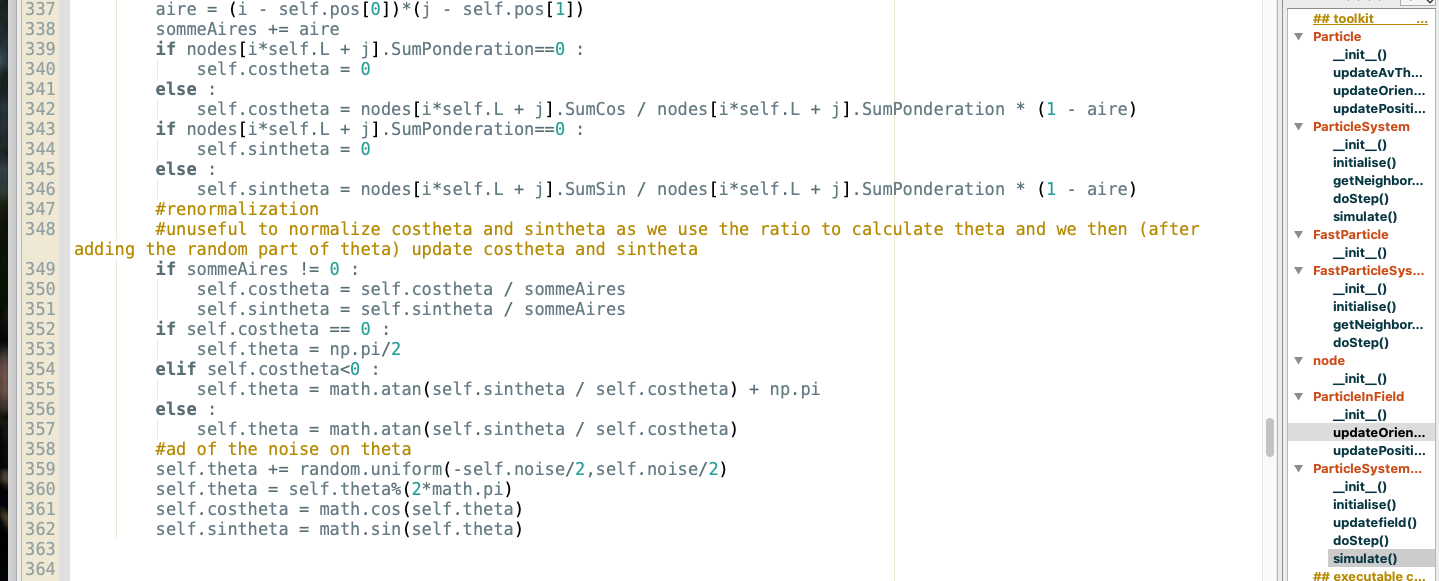 337 aire = (i - self.pos[0])*(j - self.pos[1])
338 sommeAires += aire
339 if nodes[i*self.L + j].SumPonderation==0 :
340 self.costheta = 0
341 else :
342 self.costheta = nodes[i*self.L + j].SumCos / nodes[i*self.L + j].SumPonderation * (1 - aire)
343 if nodes[i*self.L + j].SumPonderation==0 :
344 self.sintheta = 0
345 else :
346 self.sintheta = nodes[i*self.L + j].SumSin / nodes[i*self.L + j].SumPonderation * (1 - aire)
347 #renormalization
348 #unuseful to normalize costheta and sintheta as we use the ratio to calculate theta and we then (after
adding the random part of theta) update costheta and sintheta
349 if sommeAires != 0 :
350 self.costheta = self.costheta / sommeAires
351 self.sintheta = self.sintheta / sommeAires
352 if self.costheta == 0 :
353 self.theta = np.pi/2
354 elif self.costheta<0 :
355 self.theta = math.atan(self.sintheta / self.costheta) + np.pi
356 else :
357 self.theta = math.atan(self.sintheta / self.costheta)
358 #ad of the noise on theta
359 self.theta += random.uniform(-self.noise/2,self.noise/2)
360 self.theta = self.theta%(2*math.pi)
361 self.costheta = math.cos(self.theta)
362 self.sintheta = math.sin(self.theta)
363
364
## toolkit ...
Particle
__init__()
updateAvTh...
updateOrien...
updatePositi...
ParticleSystem
__init__()
initialise()
getNeighbor...
doStep()
simulate()
FastParticle
__init__()
FastParticleSys...
__init__()
initialise()
getNeighbor...
doStep()
node
__init__()
ParticleInField
__init__()
updateOrien...
updatePositi...
ParticleSystem...
__init__()
initialise()
updatefield()
doStep()
simulate()
## executable c...